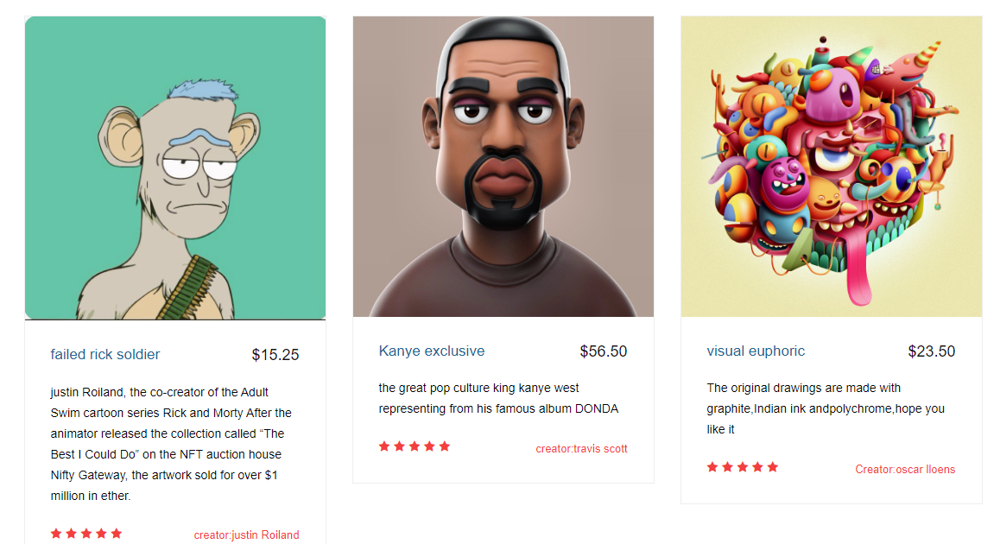 failed rick soldier $15.25
justin Roiland, the co-creator of the Adult
Swim cartoon series Rick and Morty After the
animator released the collection called “The
Best I Could Do” on the NFT auction house
Nifty Gateway, the artwork sold for over $1
million in ether.
creator:justin Roiland
Kanye exclusive $56.50
the great pop culture king kanye west
representing from his famous album DONDA
creator:travis scott
visual euphoric $23.50
The original drawings are made with
graphite,Indian ink andpolychrome,hope you
like it
Creator:oscar lloens